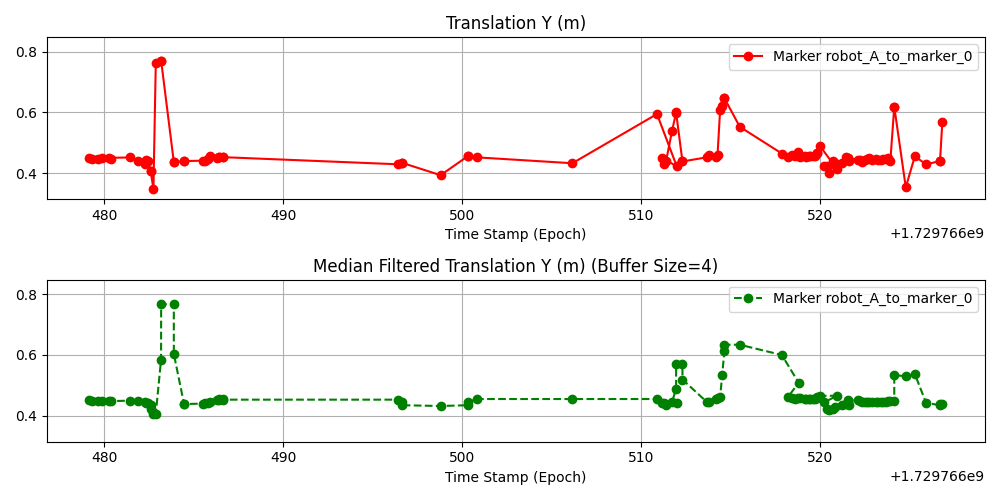 Translation Y (m)
Marker robot_A_to_marker_0
0.8
0.6
0.4
480 490 500 510 520
Time Stamp (Epoch)
+1.729766e9
Median Filtered Translation Y (m) (Buffer Size=4)
Marker robot_A_to_marker_0
0.8
0.6
0.4
480 490 500 510 520
Time Stamp (Epoch)
+1.729766e9